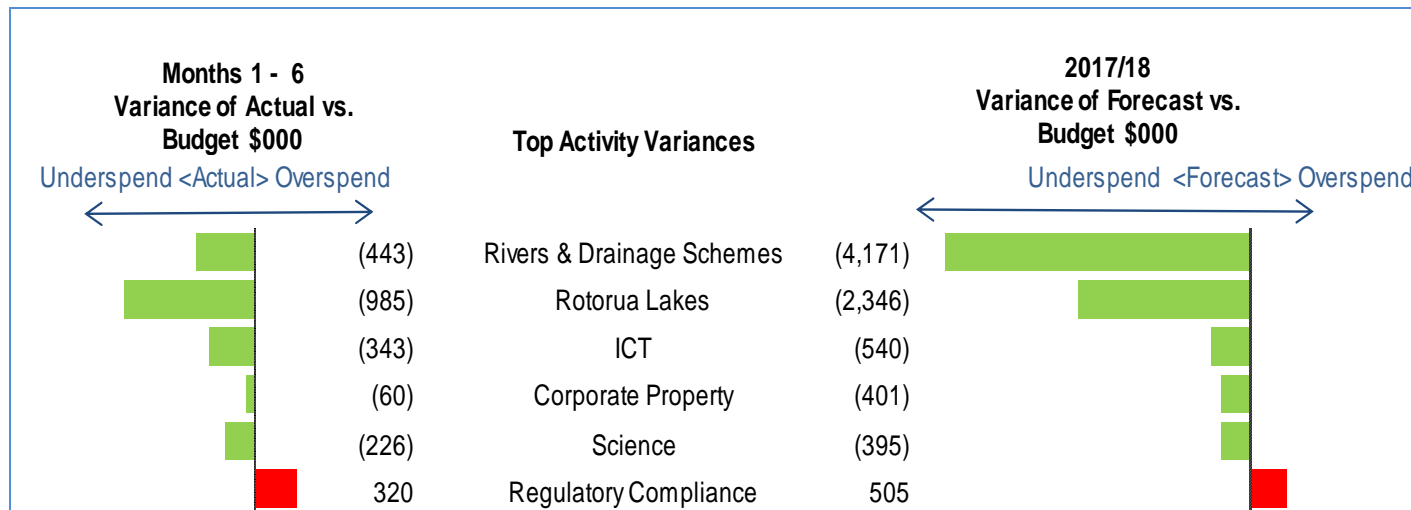 Months 1 - 6
Variance of Actual vs.
Budget $000
Underspend <Actual> Overspend
Top Activity Variances
2017/18
Variance of Forecast vs.
Budget $000
Underspend <Forecast> Overspend
(443) Rivers & Drainage Schemes (4,171)
(985) Rotorua Lakes (2,346)
(343) ICT (540)
(60) Corporate Property (401)
(226) Science (395)
320 Regulatory Compliance 505